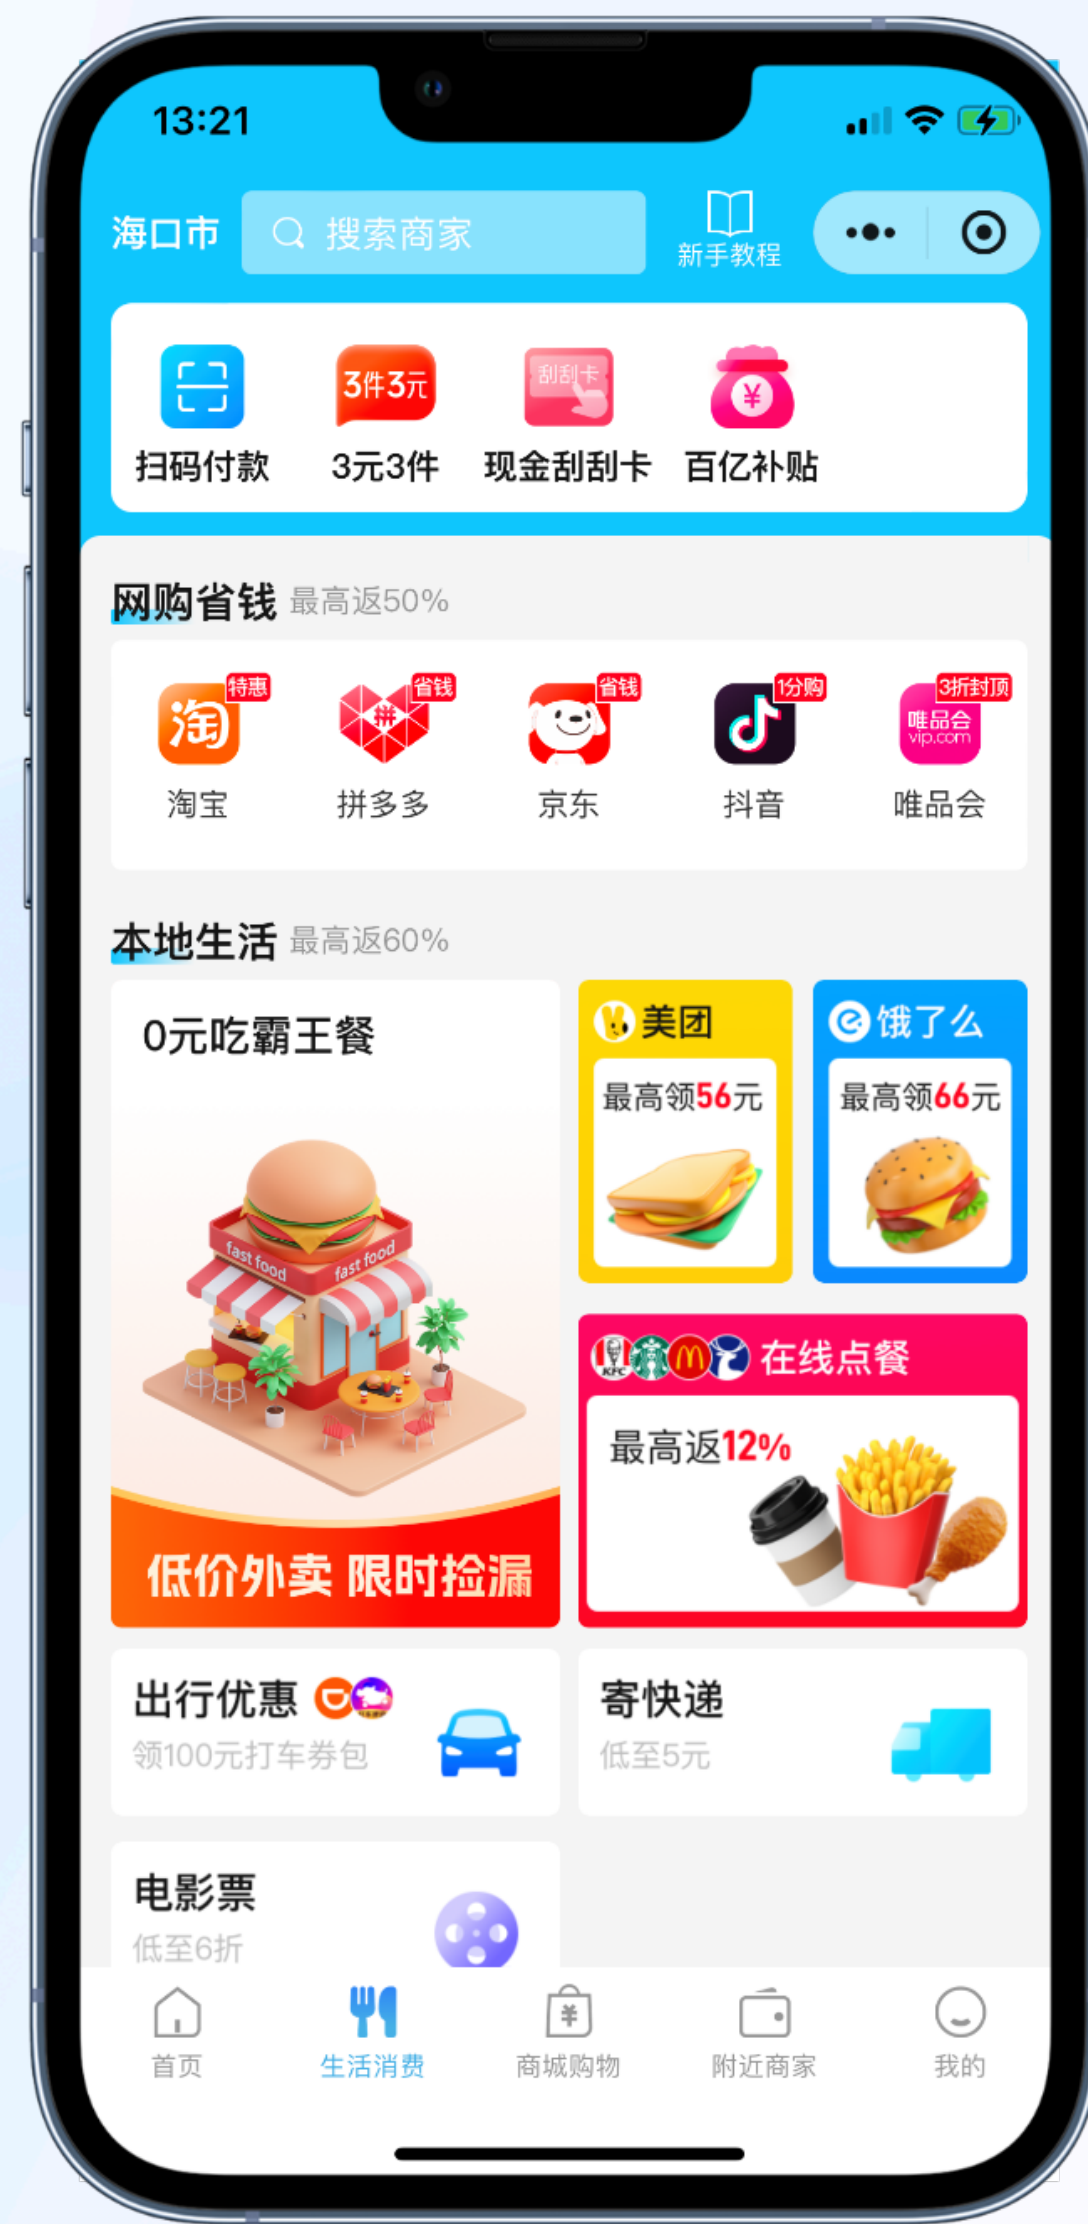 13:21
海口市
搜索商家
新手教程
3件3元
刮刮卡
扫码付款
3元3件
现金刮刮卡
百亿补贴
网购省钱 最高返50%
淘 特惠
拼 省钱
省钱
1分购
3折封顶
唯品会
vip.com
淘宝
拼多多
京东
抖音
唯品会
本地生活 最高返60%
0元吃霸王餐
fast food fast food
低价外卖 限时捡漏
美团
最高领56元
饿了么
最高领66元
KFC
在线点餐
最高返12%
出行优惠
领100元打车券包
寄快递
低至5元
电影票
低至6折
首页
生活消费
商城购物
附近商家
我的